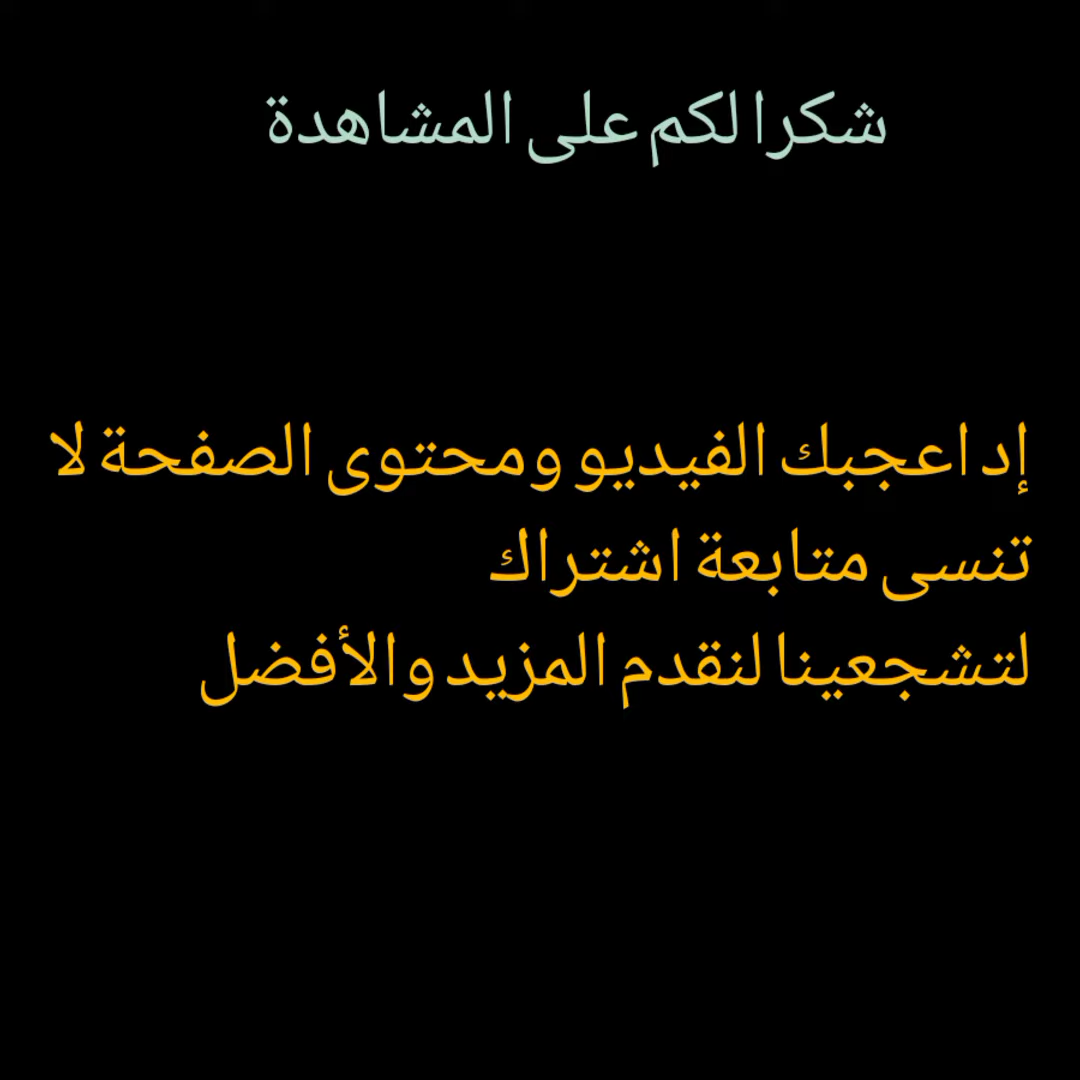 شكرا لكم على المشاهدة
إد اعجبك الفيديو ومحتوى الصفحة لا
تنسى متابعة اشتراك
لتشجعينا لنقدم المزيد والأفضل